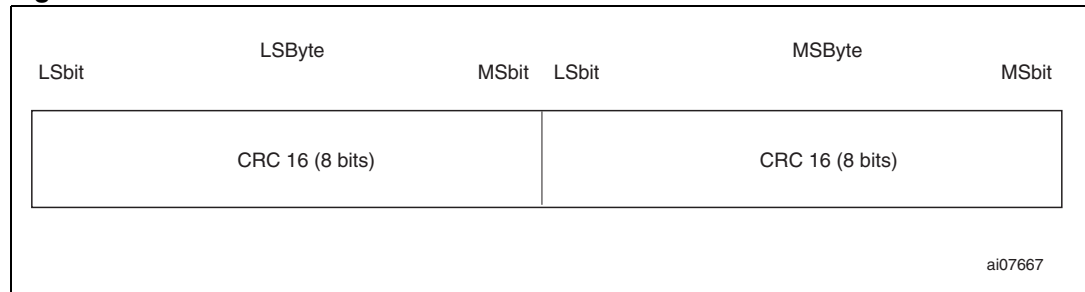 LSByte MSByte
LSbit MSbit LSbit MSbit
CRC 16 (8 bits) CRC 16 (8 bits)
ai07667